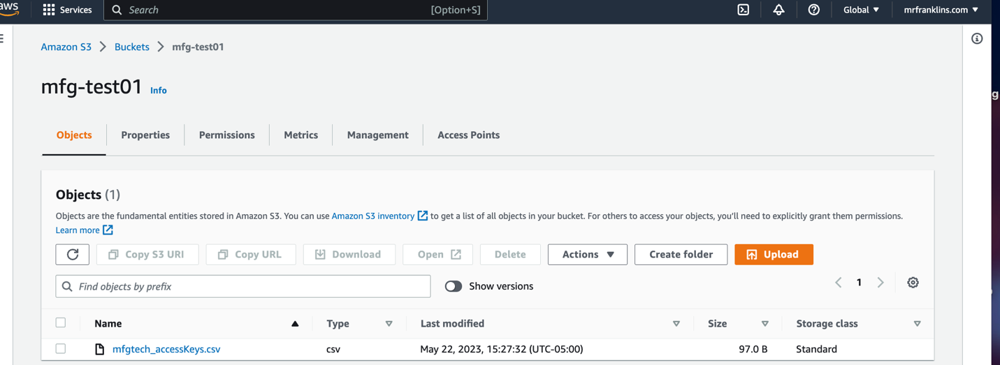 aws Services Search [Option+S] Global mrfranklins.com
Amazon S3 Buckets mfg-test01
mfg-test01 Info
Objects Properties Permissions Metrics Management Access Points
Objects (1)
Objects are the fundamental entities stored in Amazon S3. You can use Amazon S3 inventory to get a list of all objects in your bucket. For others to access your objects, you'll need to explicitly grant them permissions.
Learn more
Copy S3 URI Copy URL Download Open Delete Actions Create folder Upload
Find objects by prefix Show versions 1
Name Type Last modified Size Storage class
mfgtech_accessKeys.csv csv May 22, 2023, 15:27:32 (UTC-05:00) 97.0 B Standard